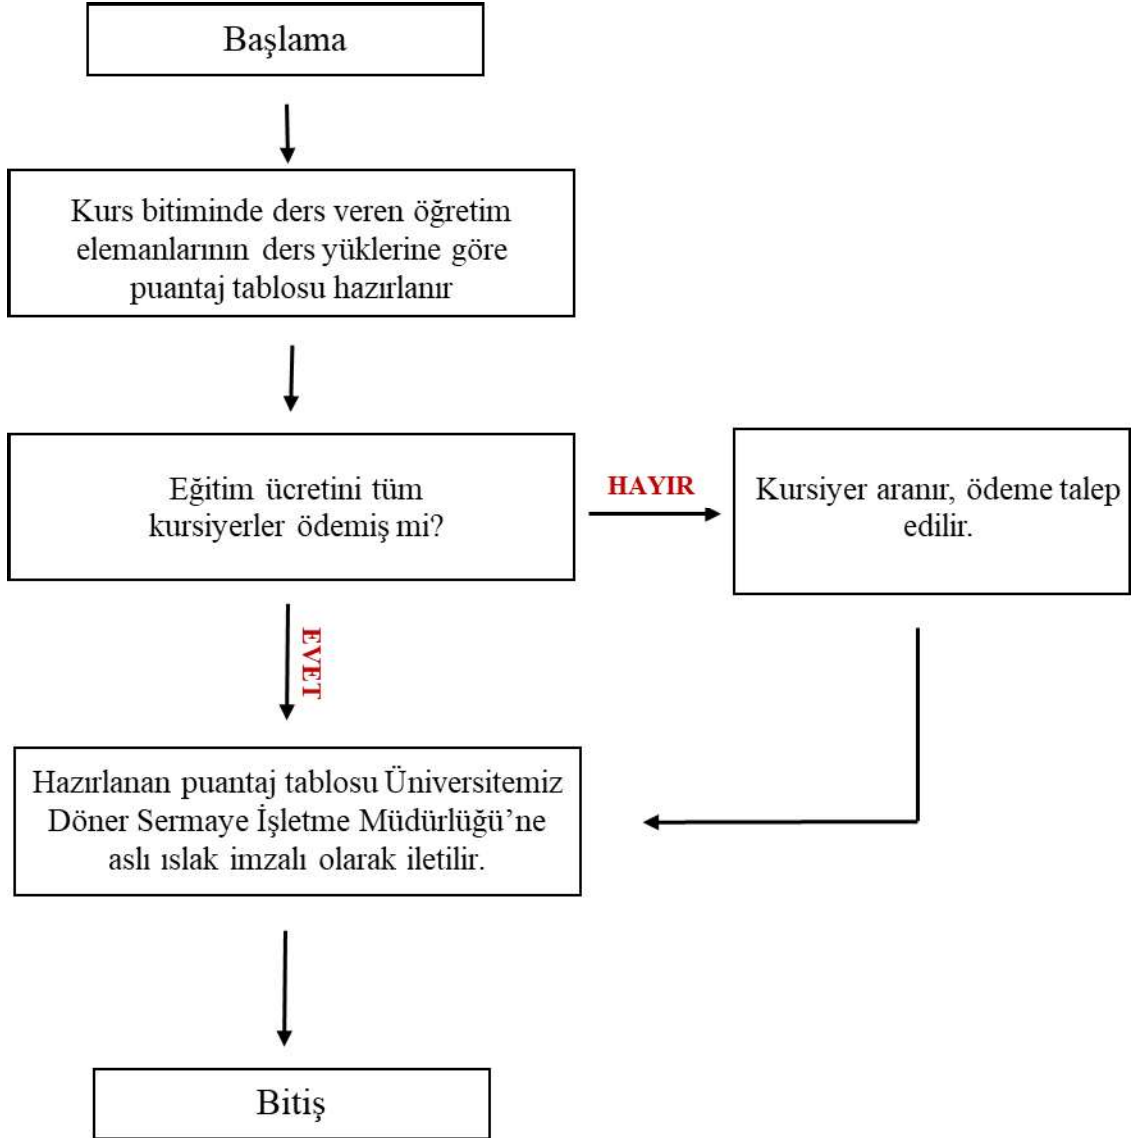 Başlama
Kurs bitiminde ders veren öğretim
elemanlarının ders yüklerine göre
puantaj tablosu hazırlanır
Eğitim ücretini tüm
kursiyerler ödemiş mi?
HAYIR
Kursiyer aranır, ödeme talep
edilir.
EVET
Hazırlanan puantaj tablosu Üniversitemiz
Döner Sermaye İşletme Müdürlüğü’ne
aslı ıslak imzalı olarak iletilir.
Bitiş